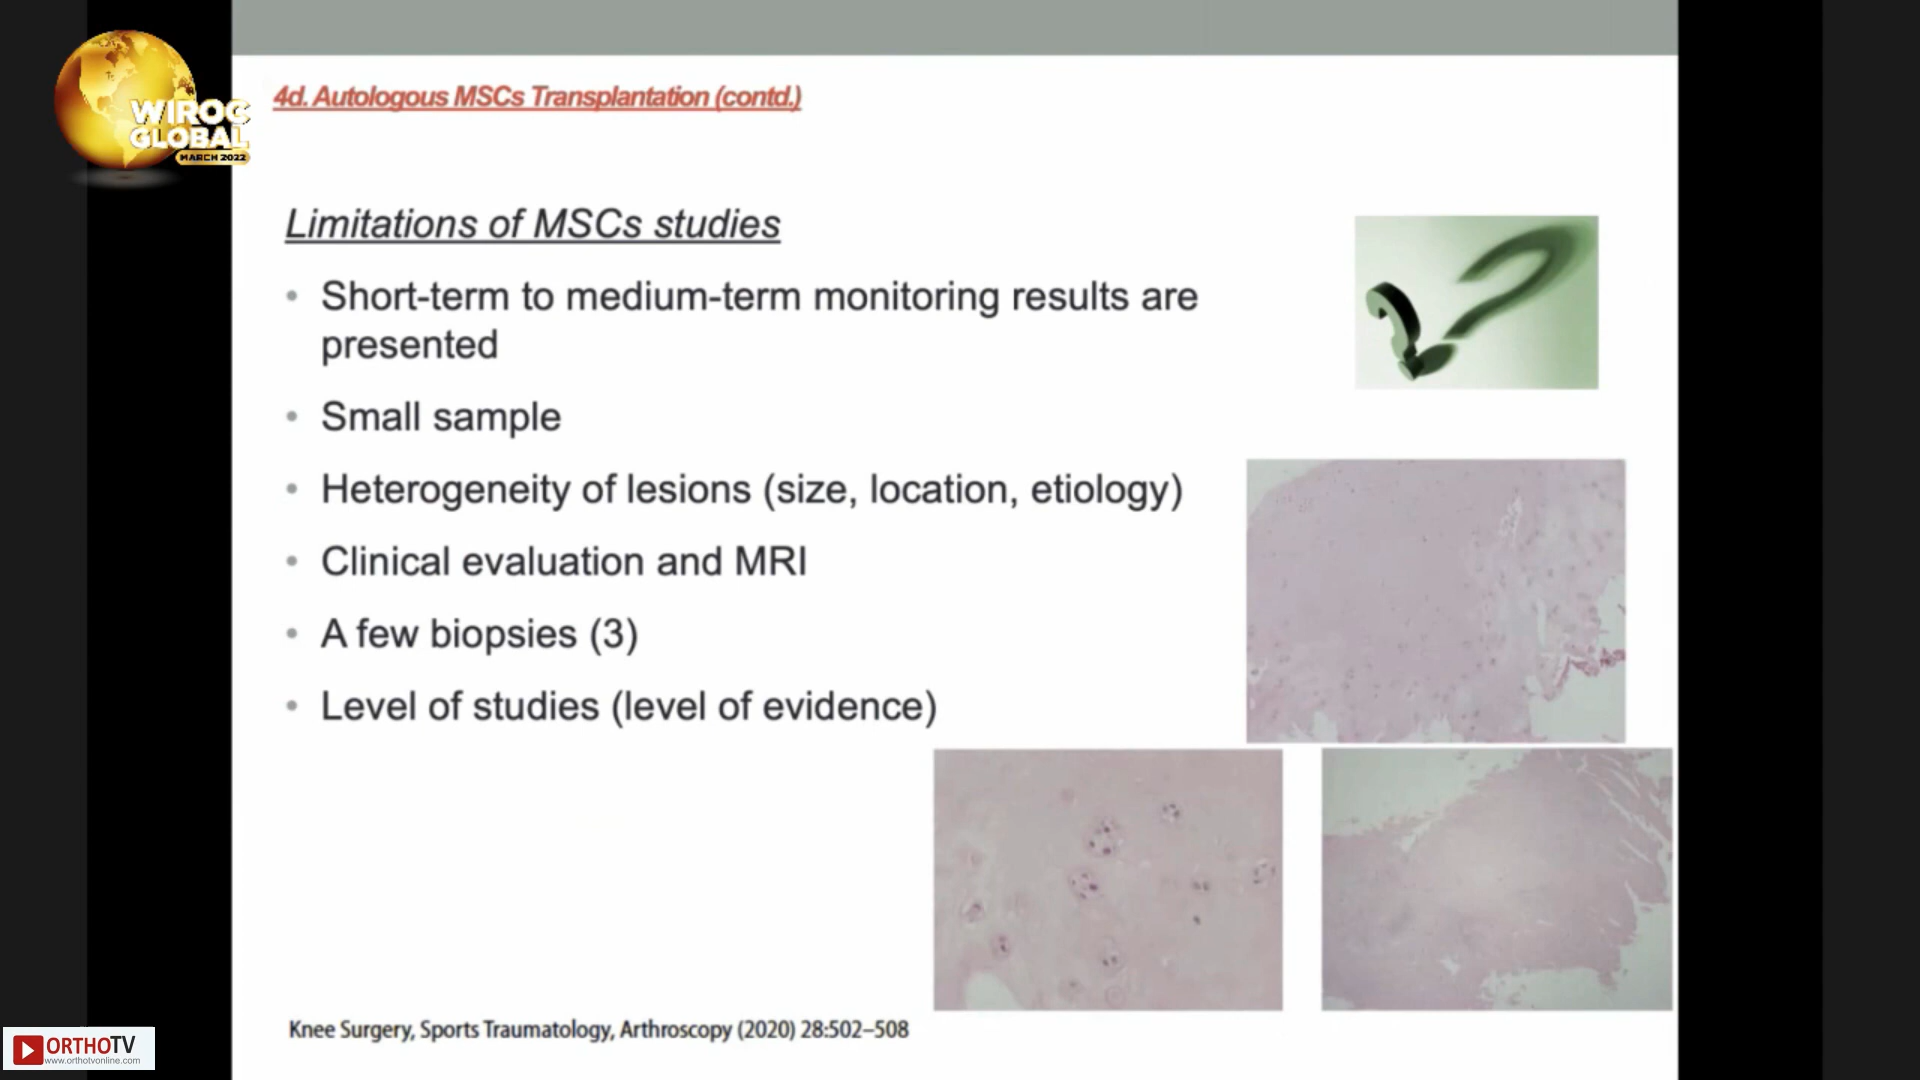 WIROC
GLOBAL
MARCH 2022
4d. Autologous MSCs Transplantation (contd.)
Limitations of MSCs studies
• Short-term to medium-term monitoring results are
presented
• Small sample
• Heterogeneity of lesions (size, location, etiology)
• Clinical evaluation and MRI
• A few biopsies (3)
• Level of studies (level of evidence)
Knee Surgery, Sports Traumatology, Arthroscopy (2020) 28:502–508
ORTHOTV
www.orthotvonline.com